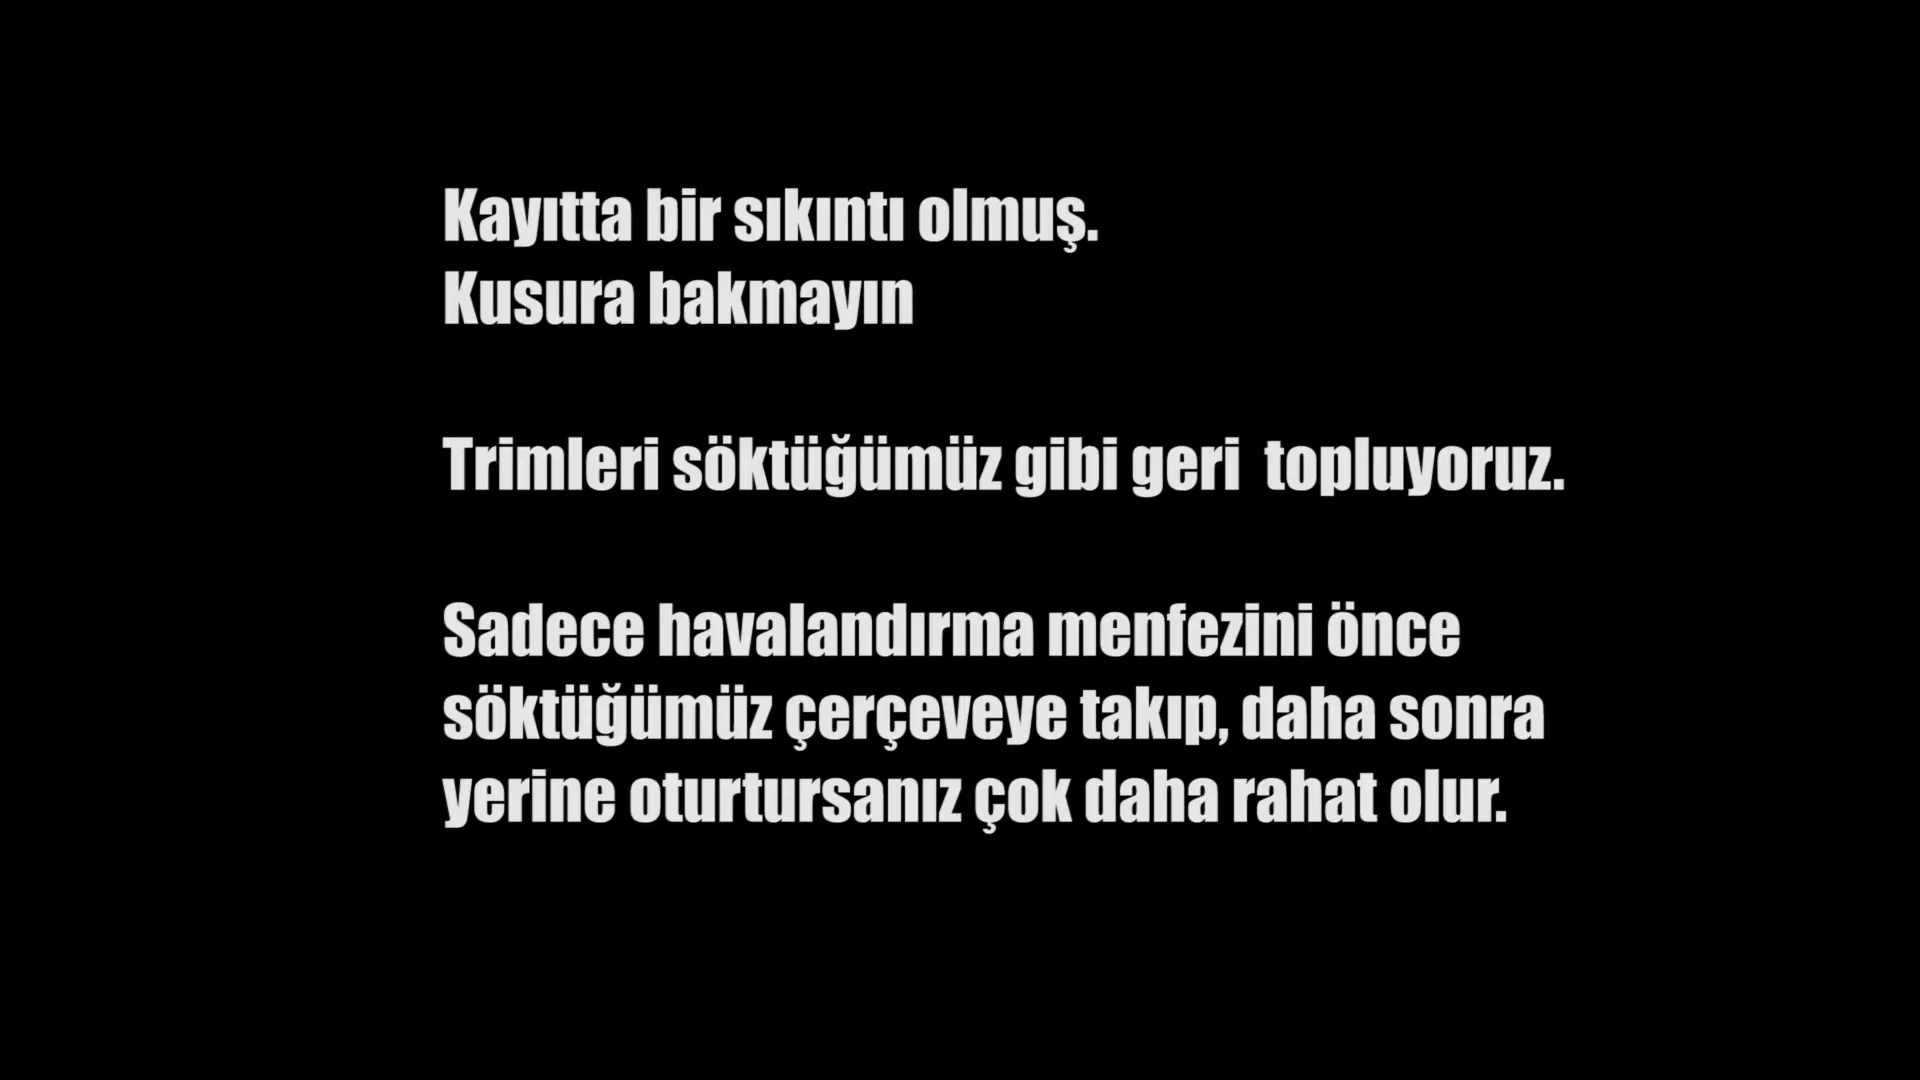 Kayıtta bir sıkıntı olmuş.
Kusura bakmayın
Trimleri söktüğümüz gibi geri  topluyoruz.
Sadece havalandırma menfezini önce
söktüğümüz çerçeveye takıp, daha sonra
yerine oturtursanız çok daha rahat olur.